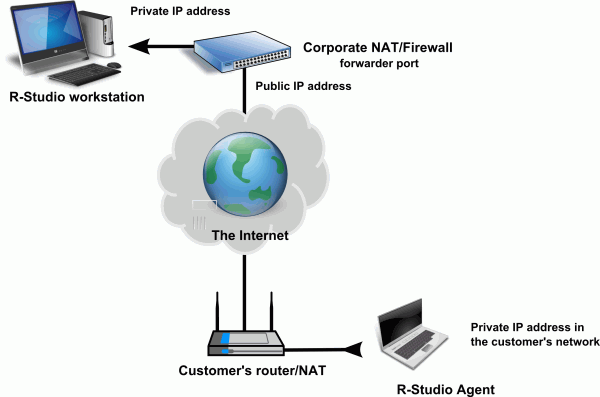 Private IP address
Corporate NAT/Firewall
forwarder port
R-Studio workstation
Public IP address
The Internet
Customer's router/NAT
Private IP address in
the customer's network
R-Studio Agent